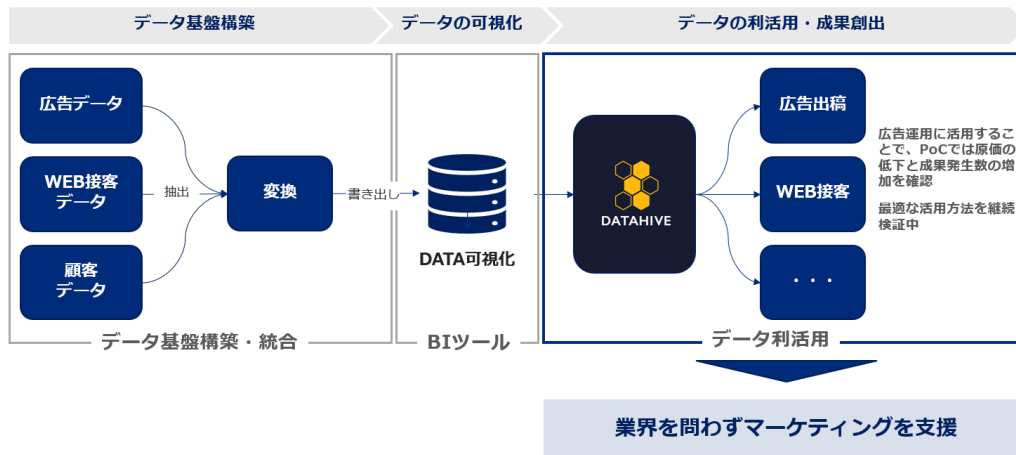 データ基盤構築
データの可視化
データの利活用・成果創出
広告データ
WEB接客
データ
顧客
データ
抽出
変換
書き出し
DATA可視化
DATAHIVE
広告出稿
WEB接客
・・・
広告運用に活用するこ
とで、PoCでは原価の
低下と成果発生数の増
加を確認
最適な活用方法を継続
検証中
データ基盤構築・統合
BIツール
データ利活用
業界を問わずマーケティングを支援